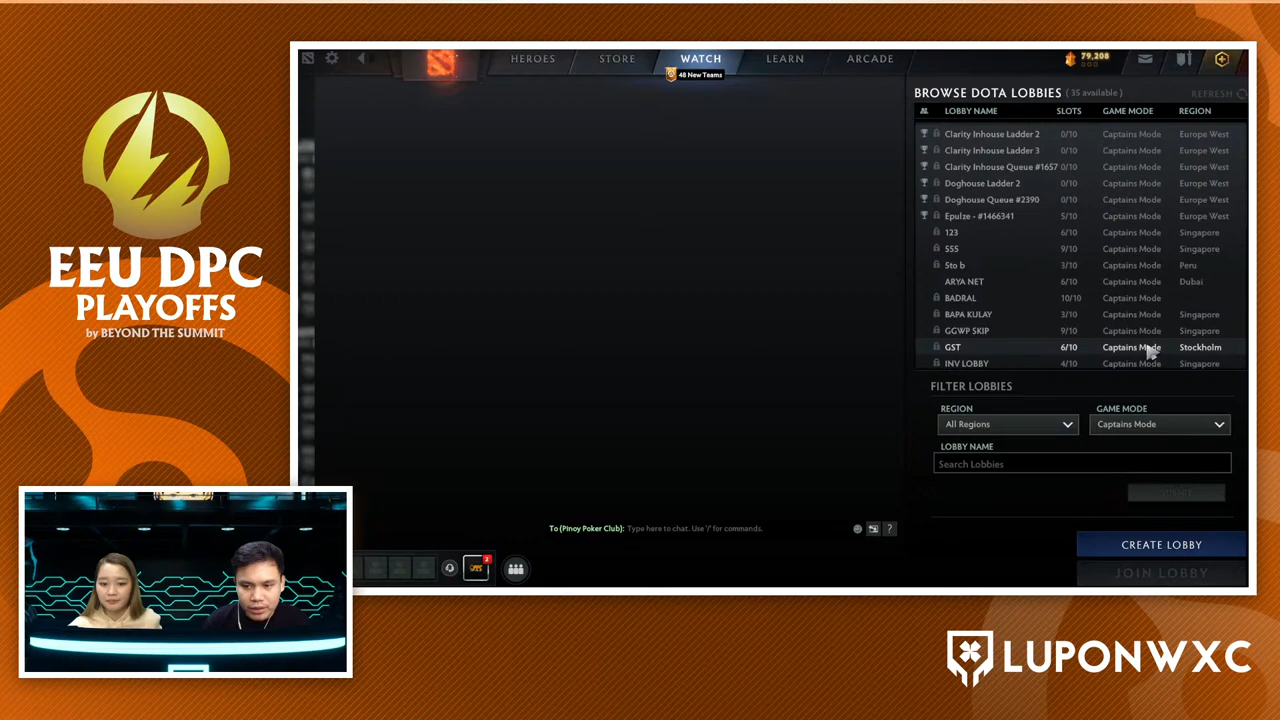 EEU DPC
PLAYOFFS
by BEYOND THE SUMMIT
HEROES STORE WATCH LEARN ARCADE
48 New Teams
79,208
BROWSE DOTA LOBBIES ( 35 available )
REFRESH
LOBBY NAME SLOTS GAME MODE REGION
Clarity Inhouse Ladder 2 0/10 Captains Mode Europe West
Clarity Inhouse Ladder 3 0/10 Captains Mode Europe West
Clarity Inhouse Queue #1657 0/10 Captains Mode Europe West
Doghouse Ladder 2 0/10 Captains Mode Europe West
Doghouse Queue #2390 0/10 Captains Mode Europe West
Epulze - #1466341 5/10 Captains Mode Europe West
123 6/10 Captains Mode Singapore
555 9/10 Captains Mode Singapore
5to b 3/10 Captains Mode Peru
ARYA NET 6/10 Captains Mode Dubai
BADRAL 10/10 Captains Mode
BAPA KULAY 3/10 Captains Mode Singapore
GGWP SKIP 9/10 Captains Mode Singapore
GST 6/10 Captains Mode Stockholm
INV LOBBY 4/10 Captains Mode Singapore
FILTER LOBBIES
REGION GAME MODE
All Regions Captains Mode
LOBBY NAME
Search Lobbies
To (Pinoy Poker Club): Type here to chat. Use '/' for commands.
?
CREATE LOBBY
JOIN LOBBY
LUPONWXC